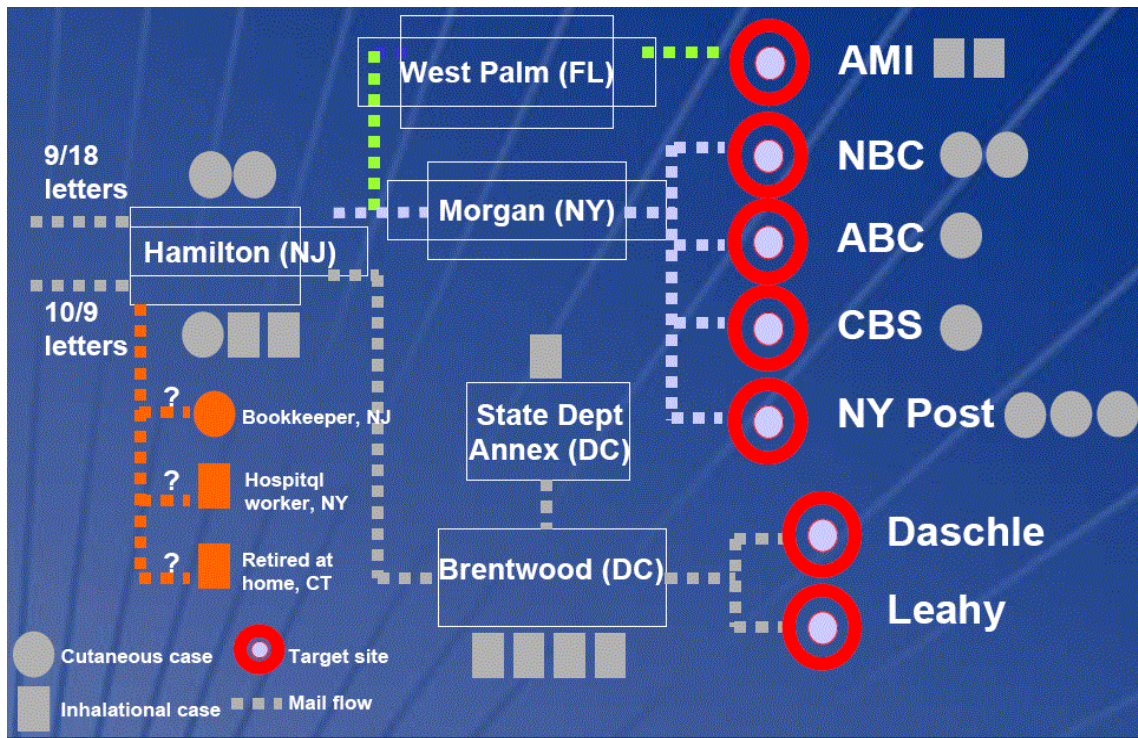 West Palm (FL)
AMI
9/18
letters
NBC
Morgan (NY)
ABC
Hamilton (NJ)
10/9
letters
CBS
?
Bookkeeper, NJ
State Dept
Annex (DC)
NY Post
?
Hospitql
worker, NY
?
Retired at
home, CT
Brentwood (DC)
Daschle
Leahy
Cutaneous case
Target site
Inhalational case
Mail flow